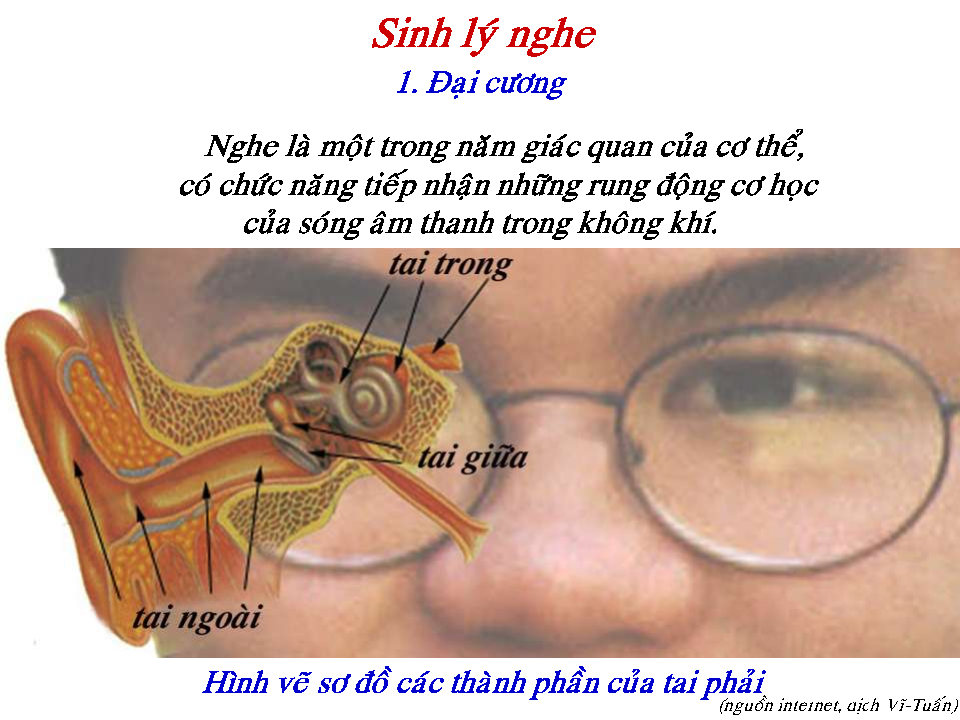 Sinh lý nghe
1. Đại cương
Nghe là một trong năm giác quan của cơ thể,
có chức năng tiếp nhận những rung động cơ học
của sóng âm thanh trong không khí.
tai trong
tai giữa
tai ngoài
Hình vẽ sơ đồ các thành phần của tai phải
(nguồn internet, dịch Vĩ-Tuấn)